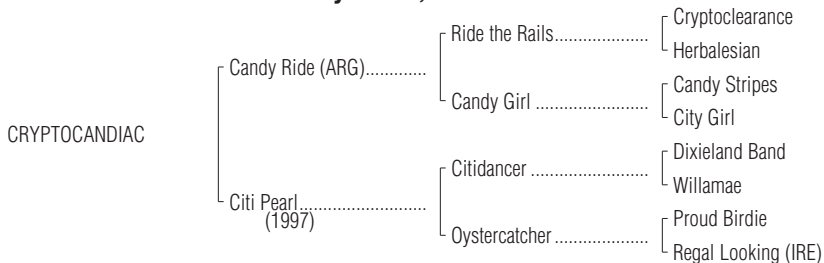 Cryptoclearance
Ride the Rails....................
Herbalesian
Candy Ride (ARG).............
Candy Stripes
Candy Girl ........................
City Girl
CRYPTOCANDIAC
Dixieland Band
Citidancer .........................
Willamae
Citi Pearl...........................
(1997)
Proud Birdie
Oystercatcher ...................
Regal Looking (IRE)